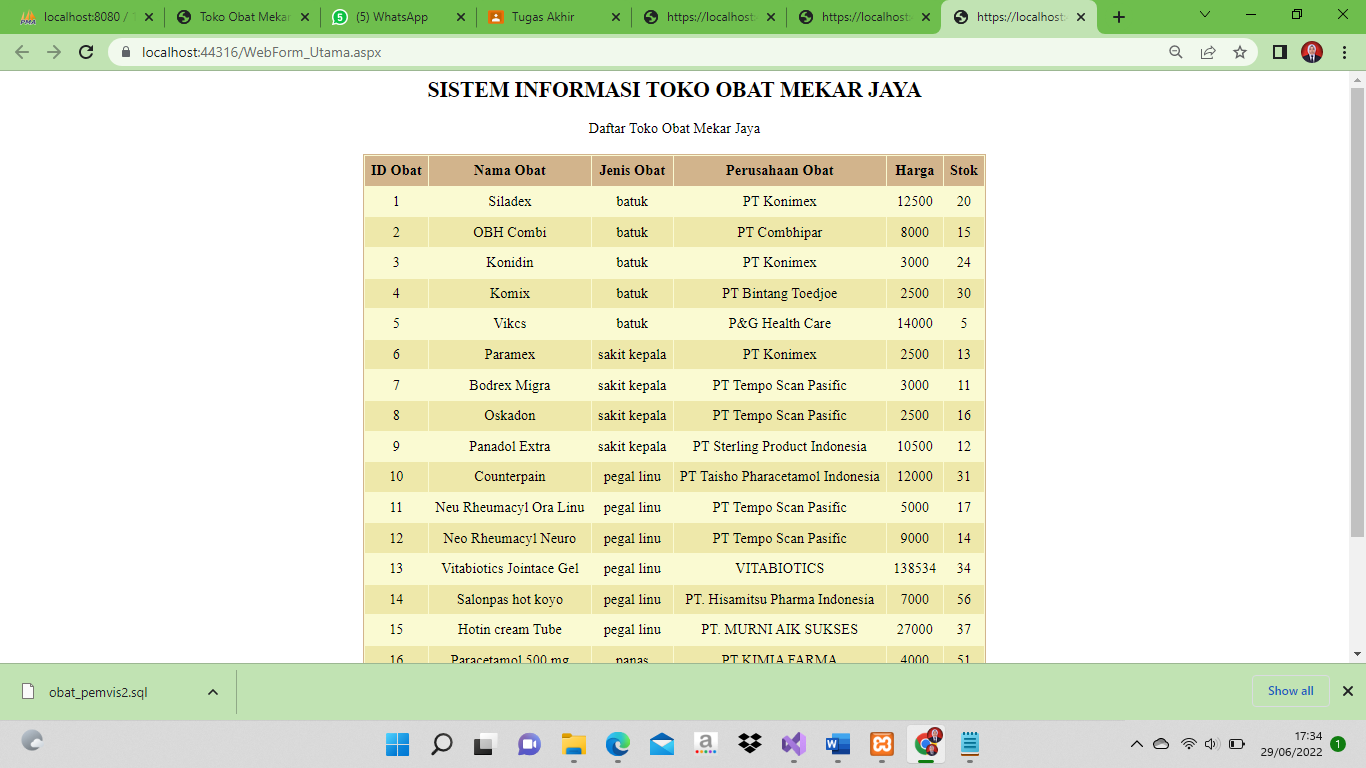 localhost:8080 /
Toko Obat Mekar
(5) WhatsApp
Tugas Akhir
https://localhost:
https://localhost:
https://localhost:
localhost:44316/WebForm_Utama.aspx
SISTEM INFORMASI TOKO OBAT MEKAR JAYA
Daftar Toko Obat Mekar Jaya
ID Obat Nama Obat Jenis Obat Perusahaan Obat Harga Stok
1 Siladex batuk PT Konimex 12500 20
2 OBH Combi batuk PT Combhipar 8000 15
3 Konidin batuk PT Konimex 3000 24
4 Komix batuk PT Bintang Toedjoe 2500 30
5 Vikcs batuk P&G Health Care 14000 5
6 Paramex sakit kepala PT Konimex 2500 13
7 Bodrex Migra sakit kepala PT Tempo Scan Pasific 3000 11
8 Oskadon sakit kepala PT Tempo Scan Pasific 2500 16
9 Panadol Extra sakit kepala PT Sterling Product Indonesia 10500 12
10 Counterpain pegal linu PT Taisho Pharacetamol Indonesia 12000 31
11 Neu Rheumacyl Ora Linu pegal linu PT Tempo Scan Pasific 5000 17
12 Neo Rheumacyl Neuro pegal linu PT Tempo Scan Pasific 9000 14
13 Vitabiotics Jointace Gel pegal linu VITABIOTICS 138534 34
14 Salonpas hot koyo pegal linu PT. Hisamitsu Pharma Indonesia 7000 56
15 Hotin cream Tube pegal linu PT. MURNI AIK SUKSES 27000 37
16 Paracetamol 500 mg panas PT KIMIA FARMA 4000 51
obat_pemvis2.sql
Show all
17:34
29/06/2022
1